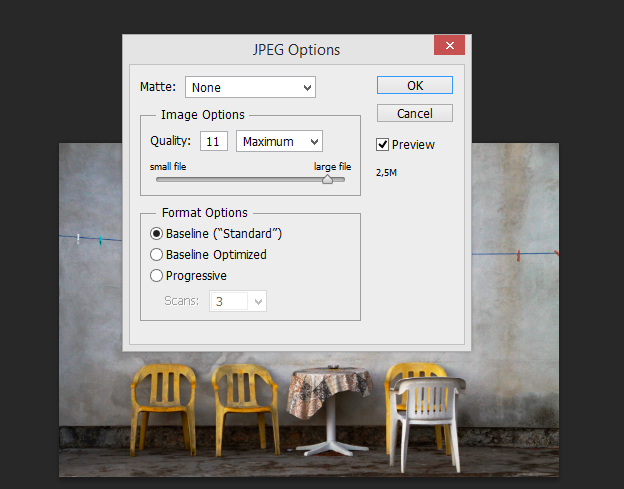 JPEG Options
Matte: None
OK
Cancel
Image Options
Preview
Quality: 11 Maximum
small file large file
2,5M
Format Options
Baseline (“Standard”)
Baseline Optimized
Progressive
Scans: 3